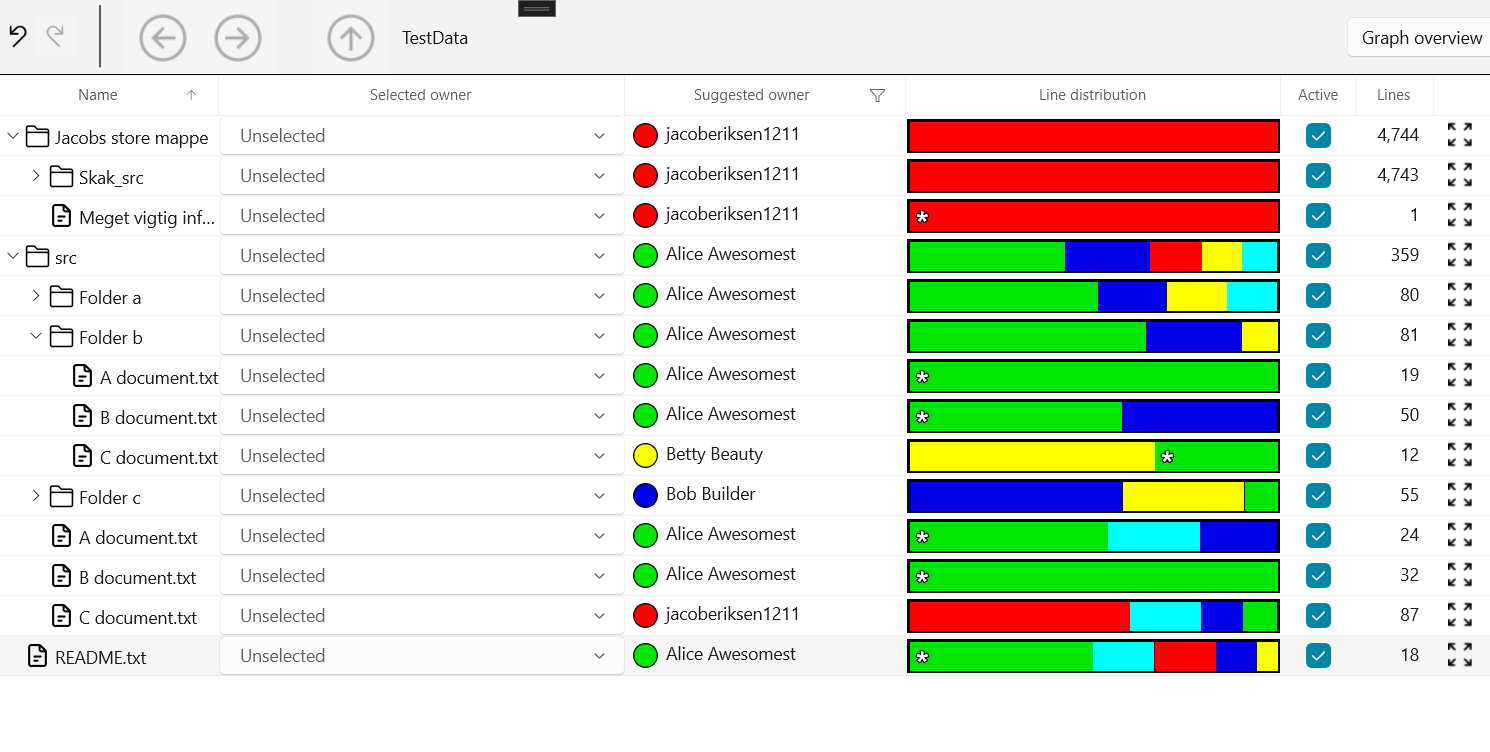 TestData
Graph overview
Name Selected owner Suggested owner Line distribution Active Lines
Jacobs store mappe Unselected jacoberiksen1211 4,744
Skak_src Unselected jacoberiksen1211 4,743
Meget vigtig inf... Unselected jacoberiksen1211 * 1
src Unselected Alice Awesomest 359
Folder a Unselected Alice Awesomest 80
Folder b Unselected Alice Awesomest 81
A document.txt Unselected Alice Awesomest * 19
B document.txt Unselected Alice Awesomest * 50
C document.txt Unselected Betty Beauty * 12
Folder c Unselected Bob Builder 55
A document.txt Unselected Alice Awesomest * 24
B document.txt Unselected Alice Awesomest * 32
C document.txt Unselected jacoberiksen1211 87
README.txt Unselected Alice Awesomest * 18